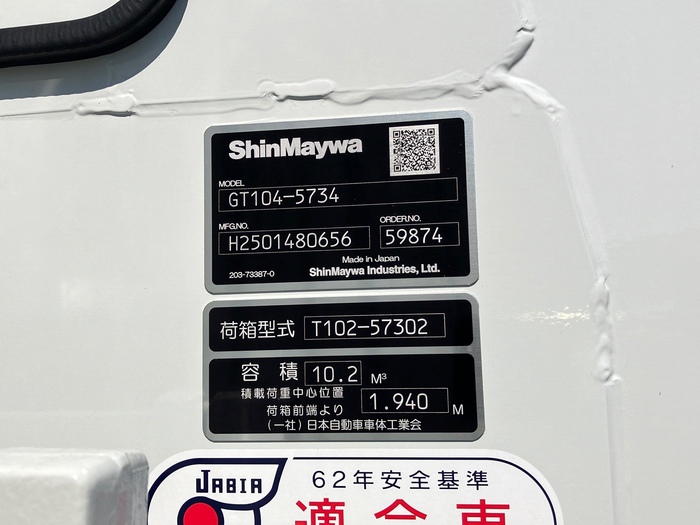 ShinMaywa
MODEL
GT104-5734
MFG.NO. ORDER.NO.
H2501480656 59874
Made in Japan
203-73387-0 ShinMaywa Industries, Ltd.
荷箱型式 T102-57302
容積 10.2 M³
積載荷重中心位置
荷箱前端より 1.940 M
(一社)日本自動車車体工業会
JABIA 62年安全基準
適合車